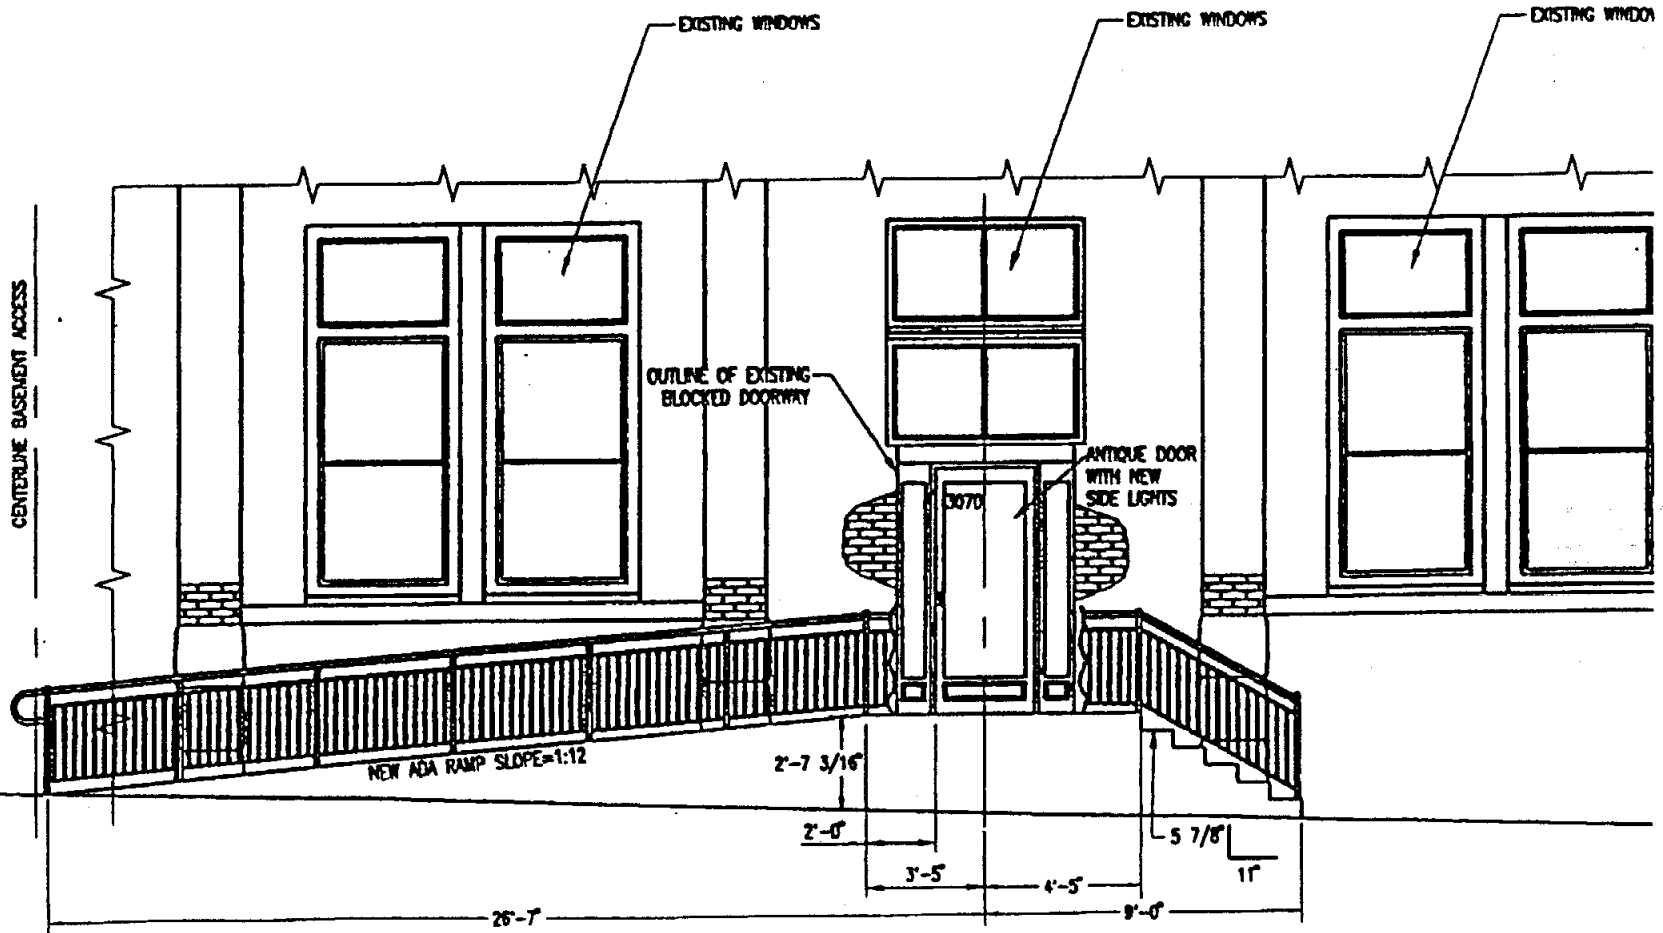 EXISTING WINDOWS
EXISTING WINDOWS
EXISTING WINDOW
CENTERLINE BASEMENT ACCESS
OUTLINE OF EXISTING
BLOCKED DOORWAY
ANTIQUE DOOR
WITH NEW
SIDE LIGHTS
3070
NEW ADA RAMP SLOPE=1:12
2'-7 3/16"
2'-0"
5 7/8"
11"
3'-5"
4'-5"
26'-7"
9'-0"